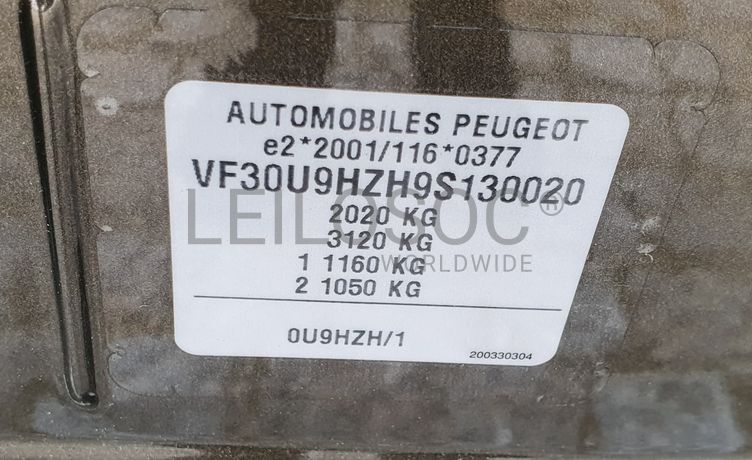 AUTOMOBILES PEUGEOT
e2*2001/116*0377
VF30U9HZH9S130020
LEILOSOC®
2020 KG
3120 KG
WORLDWIDE
1 1160 KG
2 1050 KG
0U9HZH/1
200330304